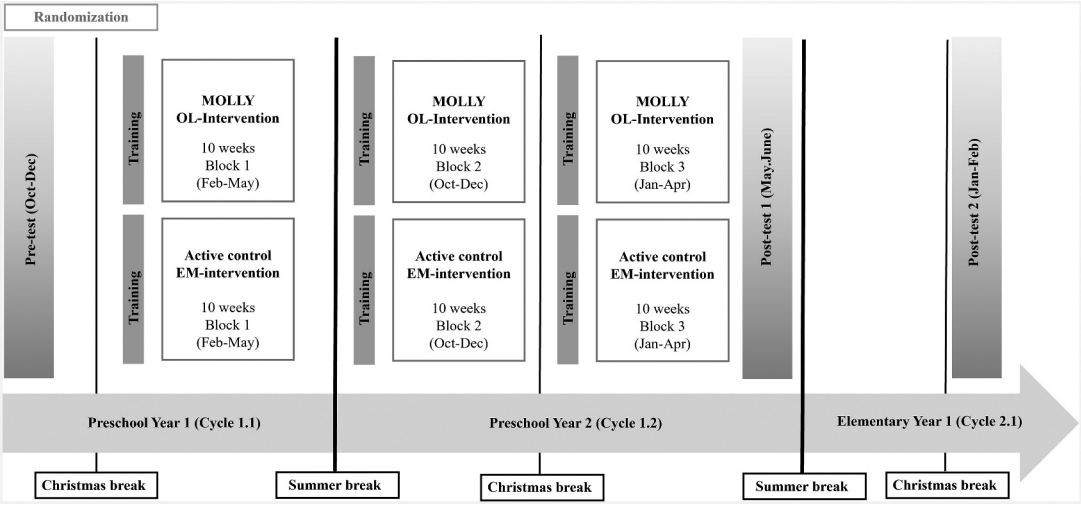 Randomization
Pre-test (Oct-Dec)
Training
MOLLY
OL-Intervention
10 weeks
Block 1
(Feb-May)
Training
MOLLY
OL-Intervention
10 weeks
Block 2
(Oct-Dec)
Training
MOLLY
OL-Intervention
10 weeks
Block 3
(Jan-Apr)
Training
Active control
EM-intervention
10 weeks
Block 1
(Feb-May)
Training
Active control
EM-intervention
10 weeks
Block 2
(Oct-Dec)
Training
Active control
EM-intervention
10 weeks
Block 3
(Jan-Apr)
Post-test 1 (May.June)
Post-test 2 (Jan-Feb)
Preschool Year 1 (Cycle 1.1)
Preschool Year 2 (Cycle 1.2)
Elementary Year 1 (Cycle 2.1)
Christmas break
Summer break
Christmas break
Summer break
Christmas break